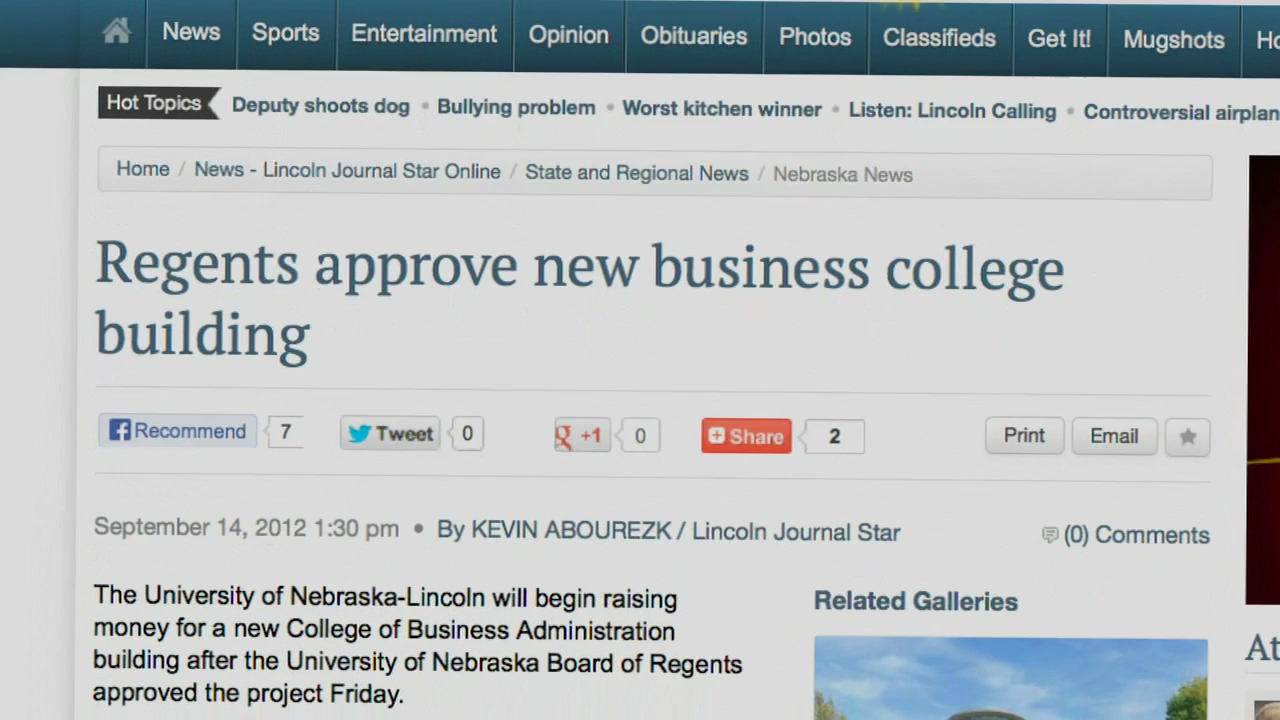 News Sports Entertainment Opinion Obituaries Photos Classifieds Get It! Mugshots
Hot Topics Deputy shoots dog • Bullying problem • Worst kitchen winner • Listen: Lincoln Calling • Controversial
Home / News - Lincoln Journal Star Online / State and Regional News / Nebraska News
Regents approve new business college
building
Recommend 7 Tweet 0 +1 0 Share 2 Print Email
September 14, 2012 1:30 pm • By KEVIN ABOUREZK / Lincoln Journal Star (0) Comments
The University of Nebraska-Lincoln will begin raising
money for a new College of Business Administration
building after the University of Nebraska Board of Regents
approved the project Friday.
Related Galleries